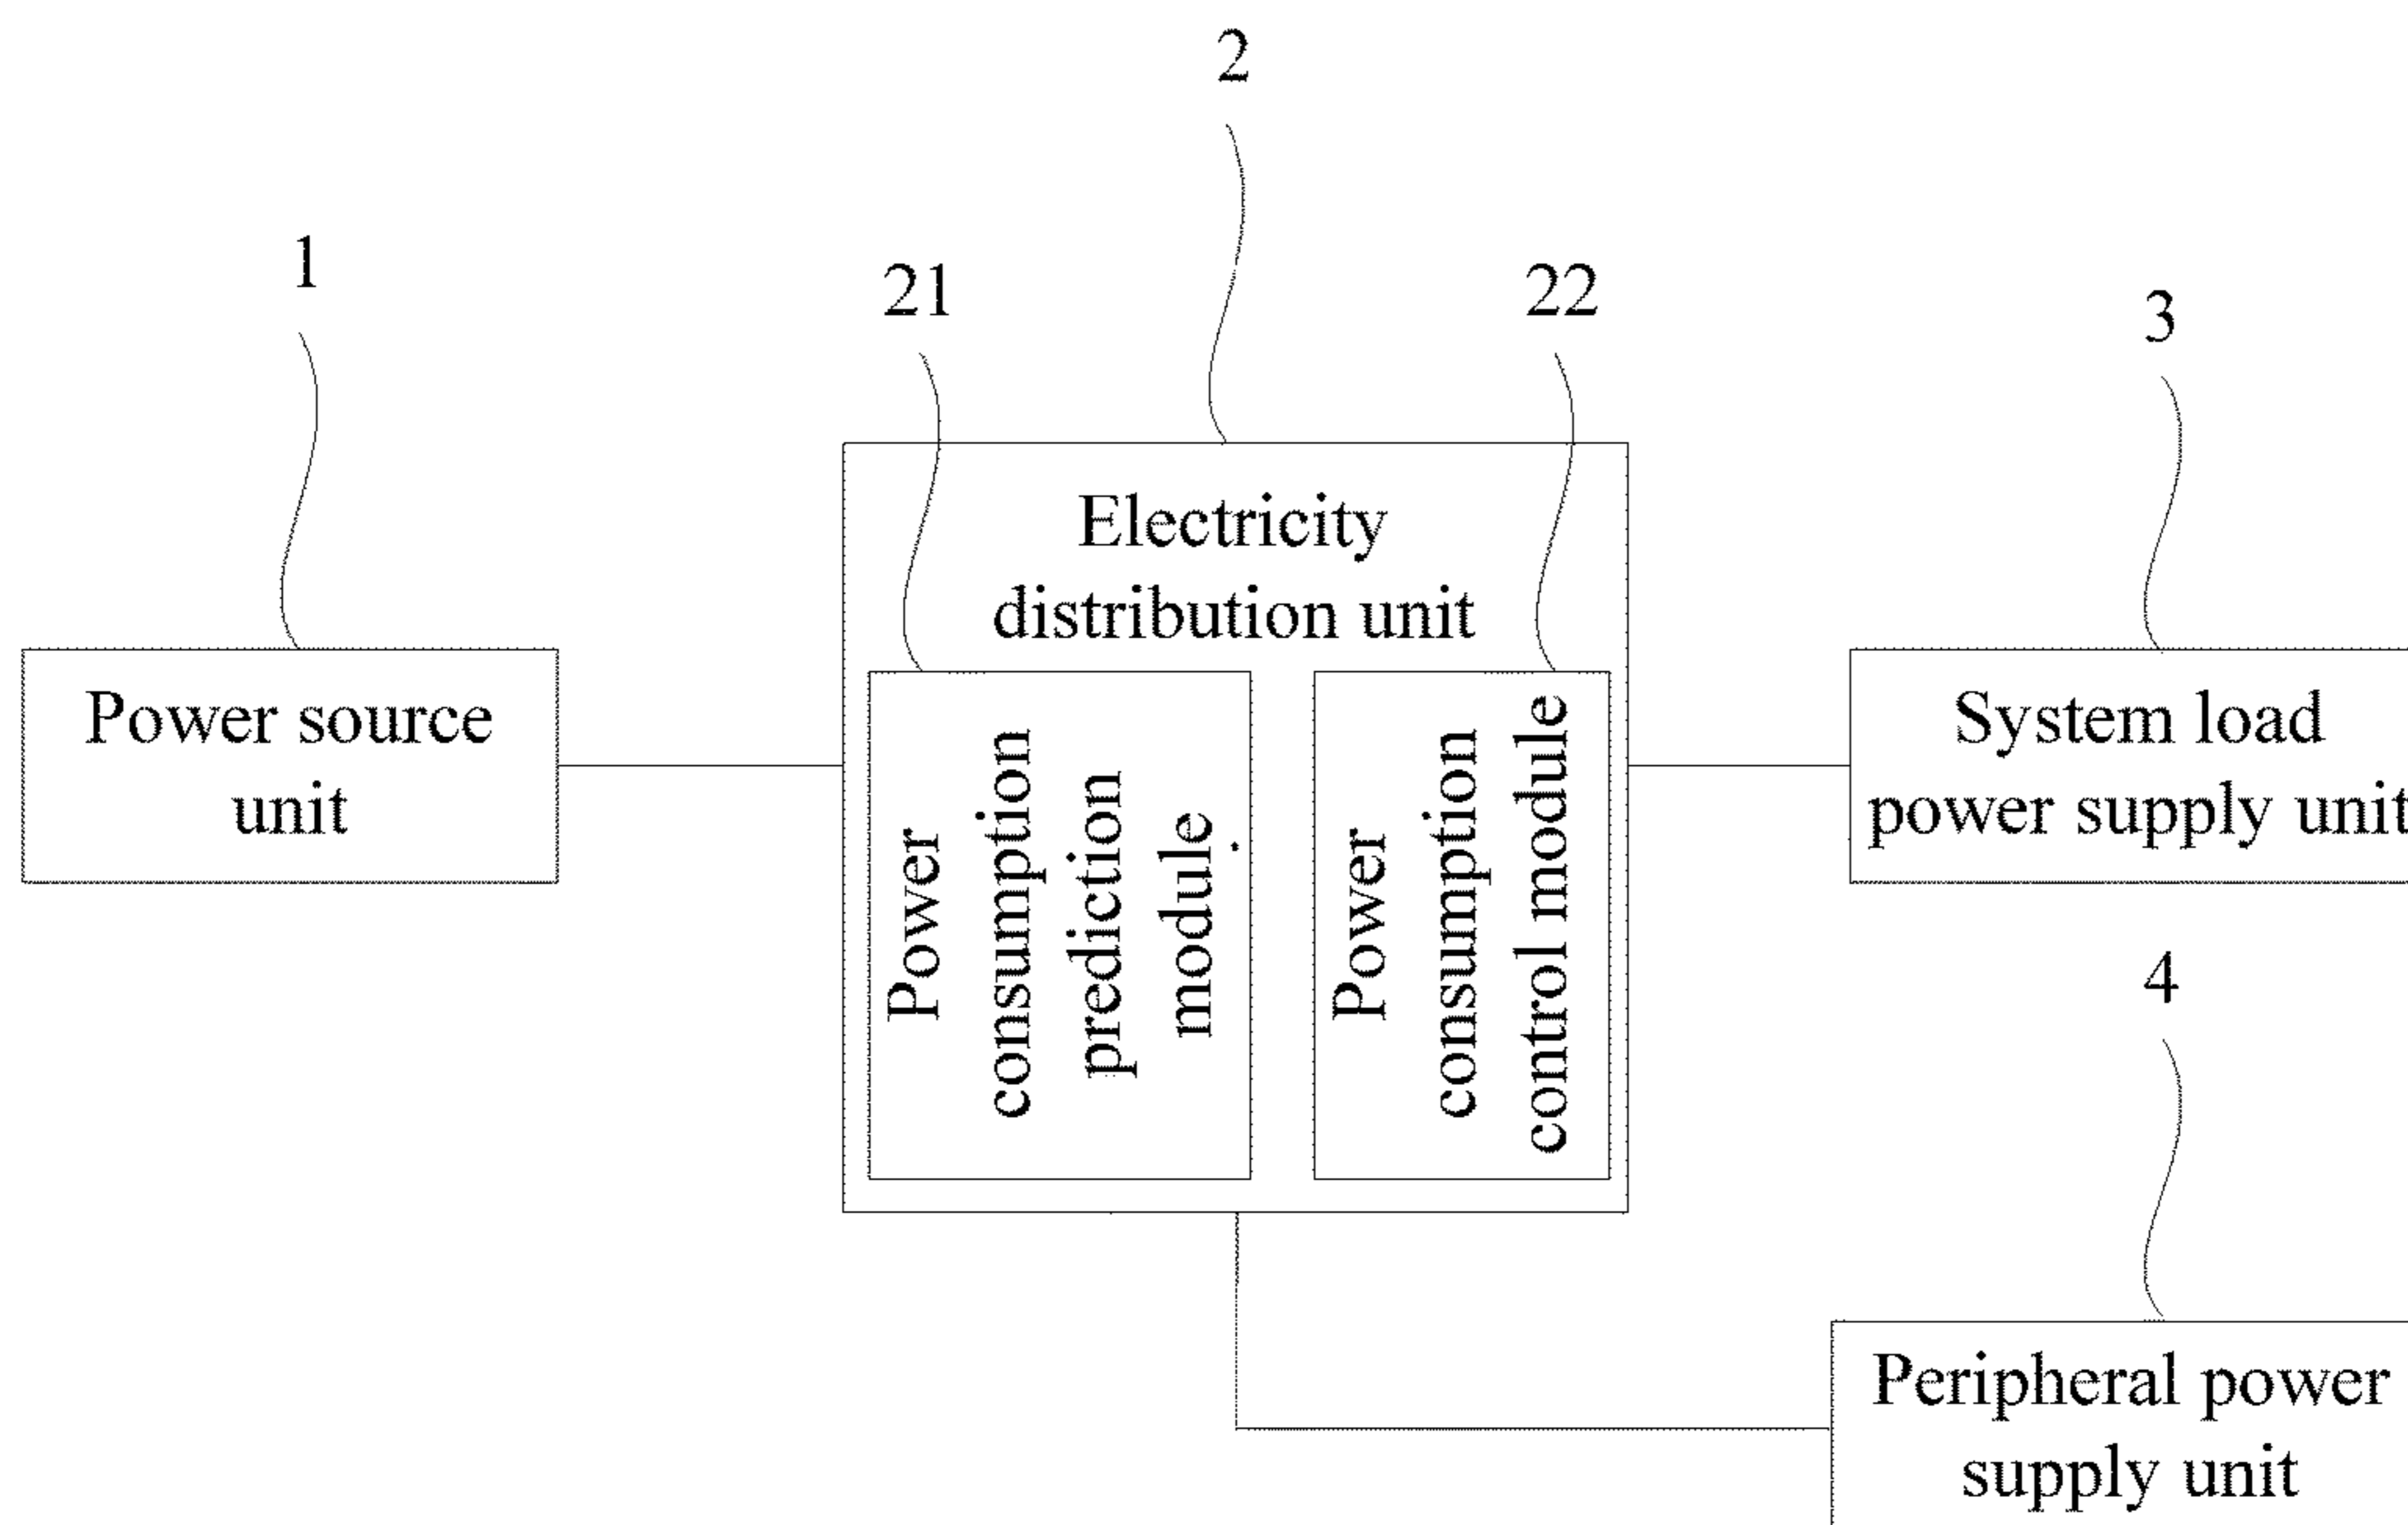 2
1
21
22
3
Electricity
distribution unit
Power source
unit
Power
consumption
prediction
module
Power
consumption
control module
System load
power supply unit
4
Peripheral power
supply unit